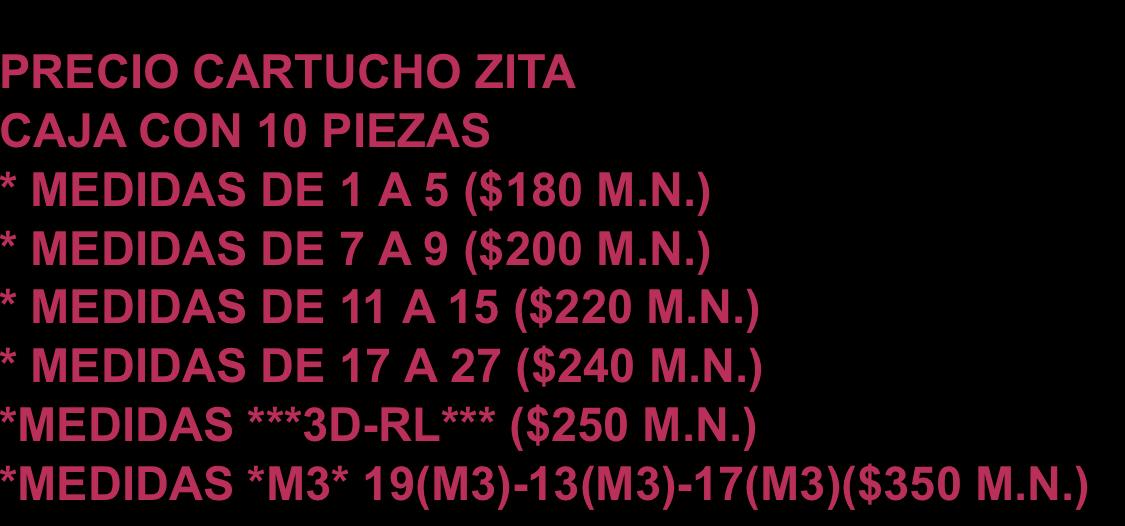 PRECIO CARTUCHO ZITA
CAJA CON 10 PIEZAS
* MEDIDAS DE 1 A 5 ($180 M.N.)
* MEDIDAS DE 7 A 9 ($200 M.N.)
* MEDIDAS DE 11 A 15 ($220 M.N.)
* MEDIDAS DE 17 A 27 ($240 M.N.)
*MEDIDAS ***3D-RL*** ($250 M.N.)
*MEDIDAS *M3* 19(M3)-13(M3)-17(M3)($350 M.N.)